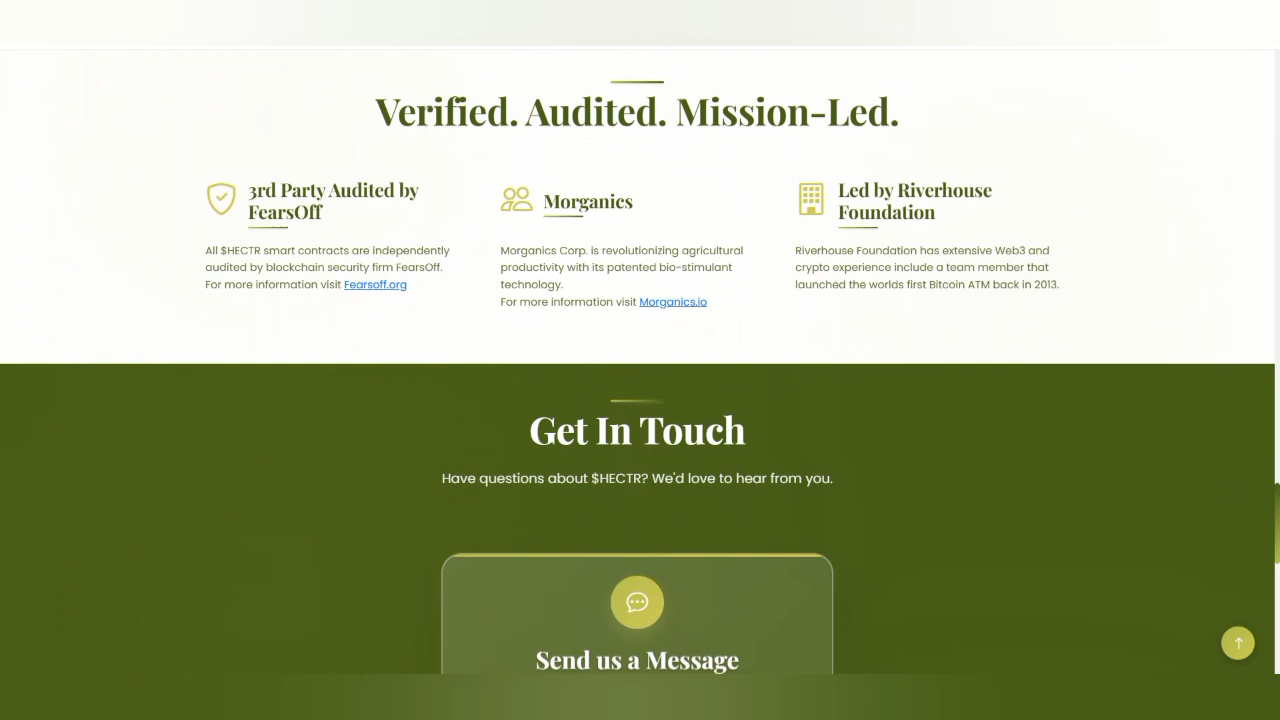 Verified. Audited. Mission-Led.
3rd Party Audited by
FearsOff
All $HECTR smart contracts are independently
audited by blockchain security firm FearsOff.
For more information visit Fearsoff.org
Morganics
Morganics Corp. is revolutionizing agricultural
productivity with its patented bio-stimulant
technology.
For more information visit Morganics.io
Led by Riverhouse
Foundation
Riverhouse Foundation has extensive Web3 and
crypto experience include a team member that
launched the worlds first Bitcoin ATM back in 2013.
Get In Touch
Have questions about $HECTR? We'd love to hear from you.
Send us a Message